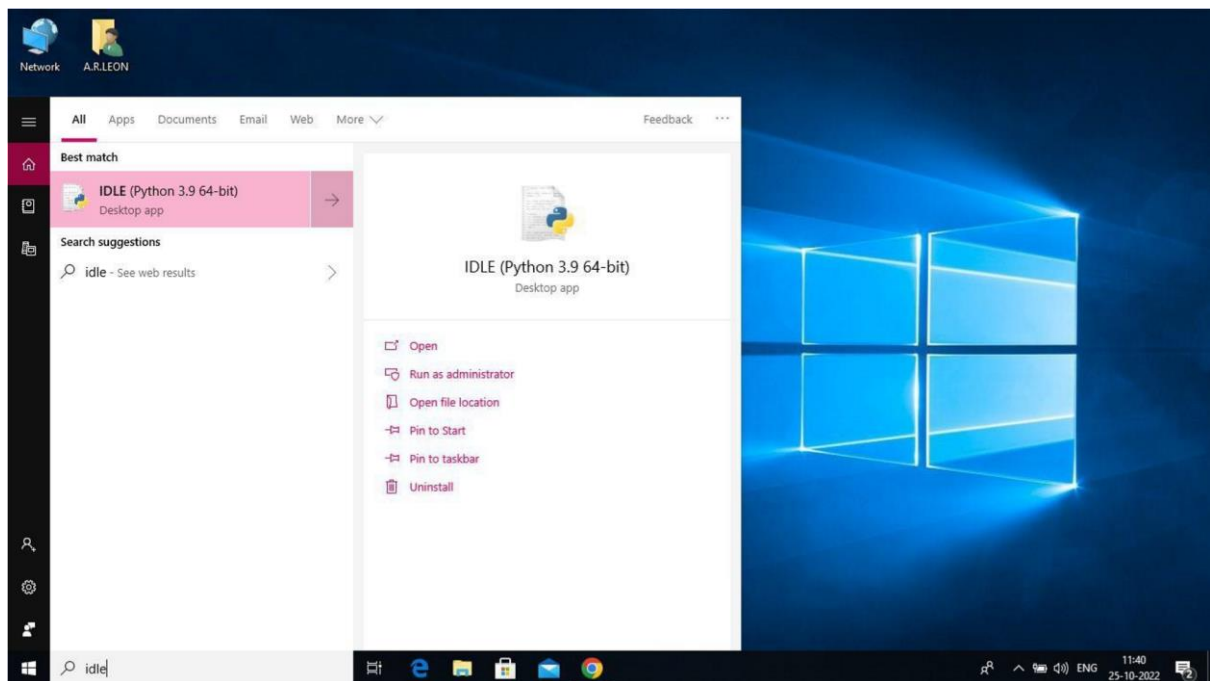 Network
A.R.LEON
All Apps Documents Email Web More Feedback ...
Best match
IDLE (Python 3.9 64-bit)
Desktop app
Search suggestions
idle - See web results
IDLE (Python 3.9 64-bit)
Desktop app
Open
Run as administrator
Open file location
Pin to Start
Pin to taskbar
Uninstall
idle
ENG
11:40
25-10-2022
2